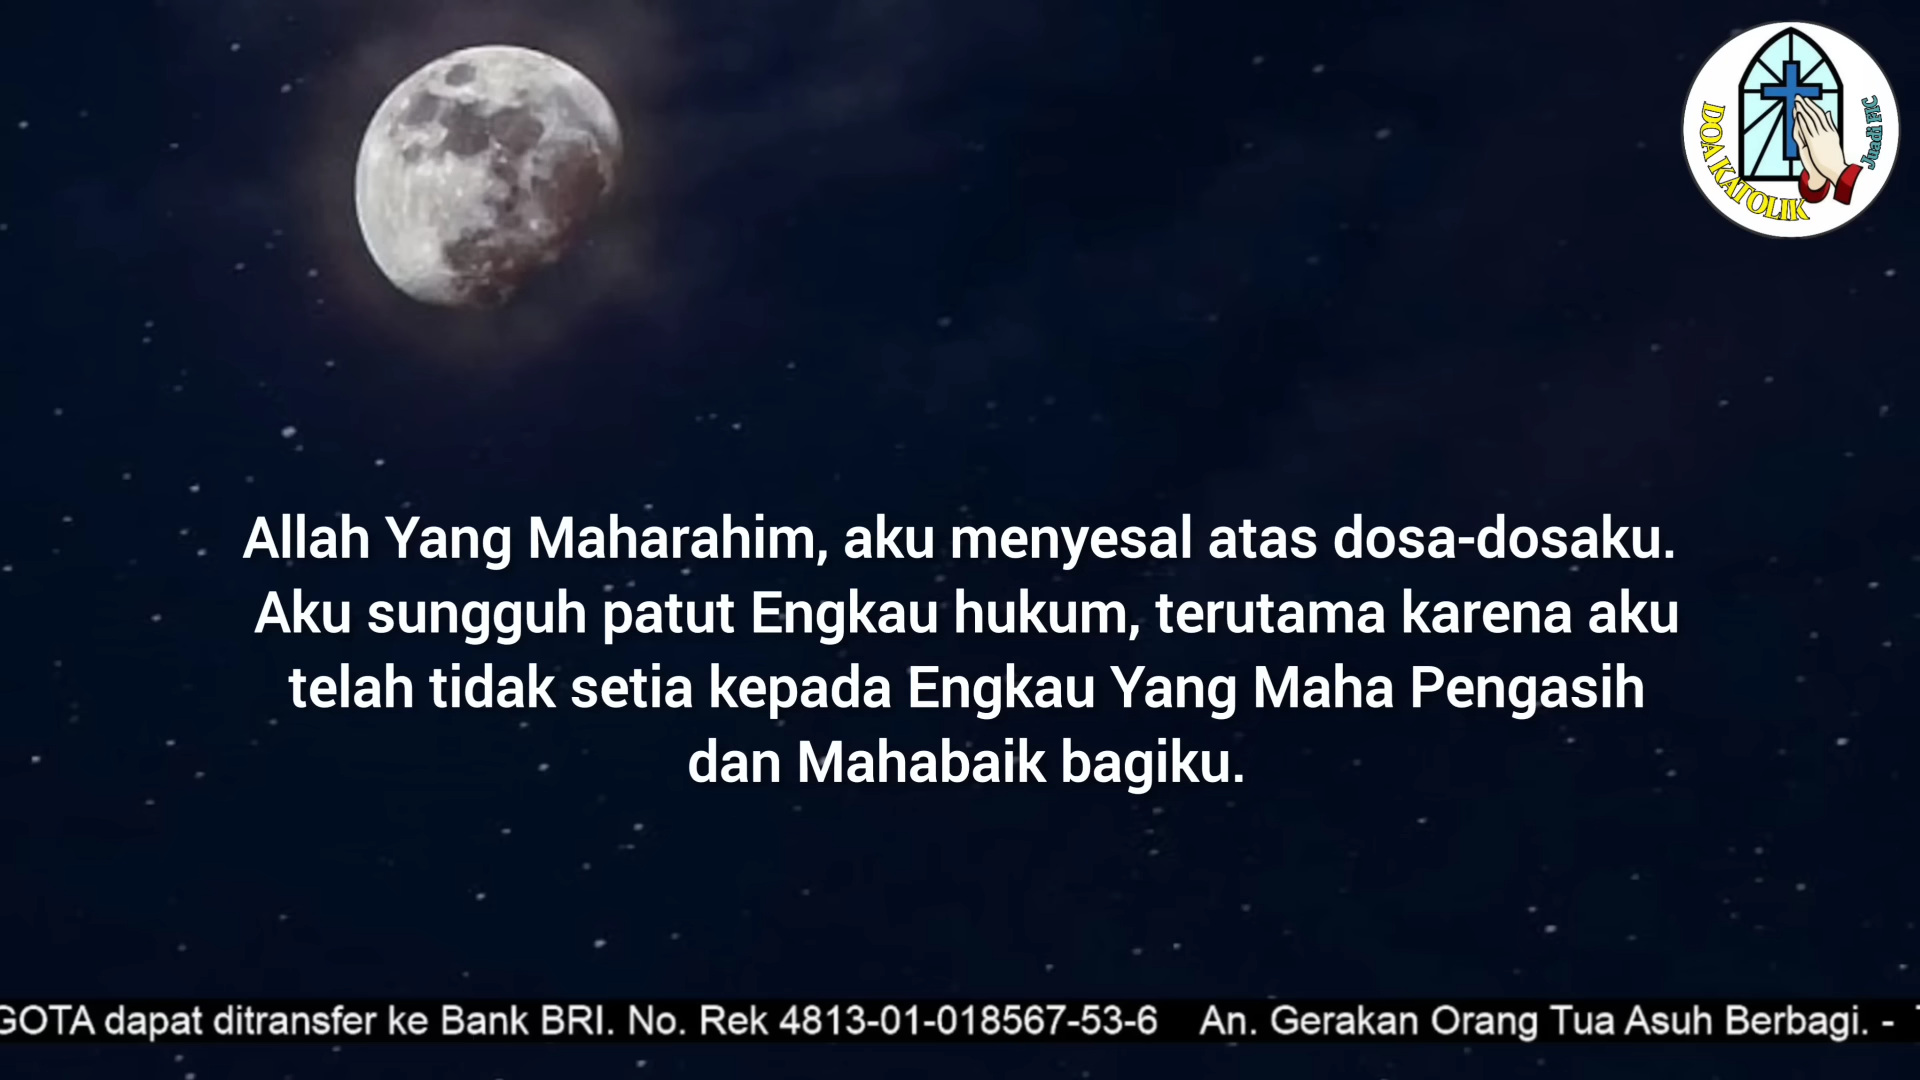 DOA KATOLIK
Juadi FIC
Allah Yang Maharahim, aku menyesal atas dosa-dosaku.
Aku sungguh patut Engkau hukum, terutama karena aku
telah tidak setia kepada Engkau Yang Maha Pengasih
dan Mahabaik bagiku.
GOTA dapat ditransfer ke Bank BRI. No. Rek 4813-01-018567-53-6 An. Gerakan Orang Tua Asuh Berbagi. -